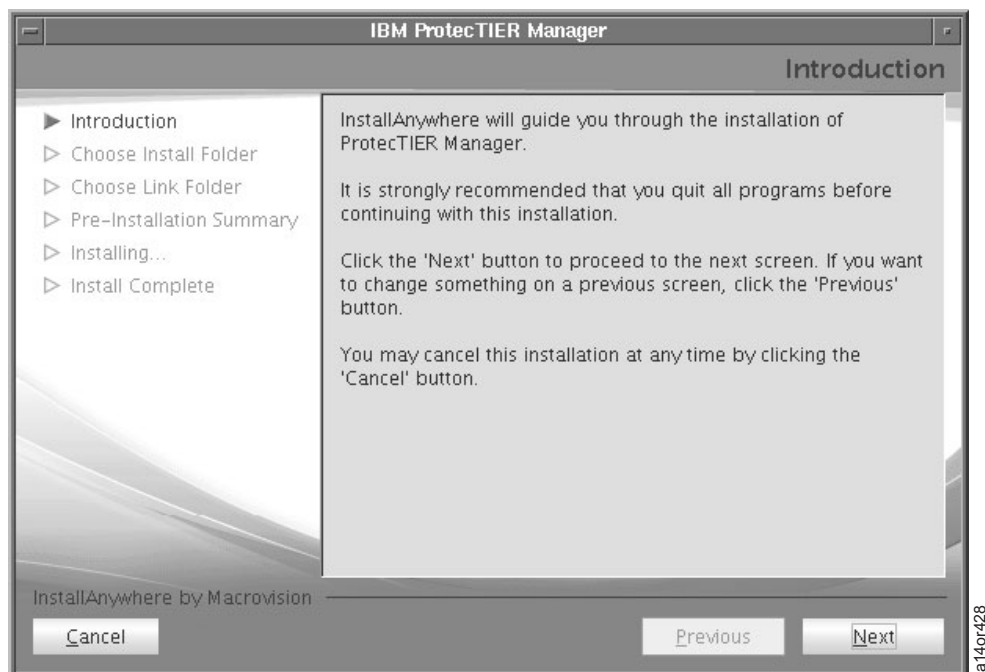 IBM ProtecTIER Manager
Introduction
Introduction
Choose Install Folder
Choose Link Folder
Pre-Installation Summary
Installing...
Install Complete
InstallAnywhere will guide you through the installation of
ProtecTIER Manager.
It is strongly recommended that you quit all programs before
continuing with this installation.
Click the 'Next' button to proceed to the next screen. If you want
to change something on a previous screen, click the 'Previous'
button.
You may cancel this installation at any time by clicking the
'Cancel' button.
InstallAnywhere by Macrovision
Cancel
Previous
Next
a14or428